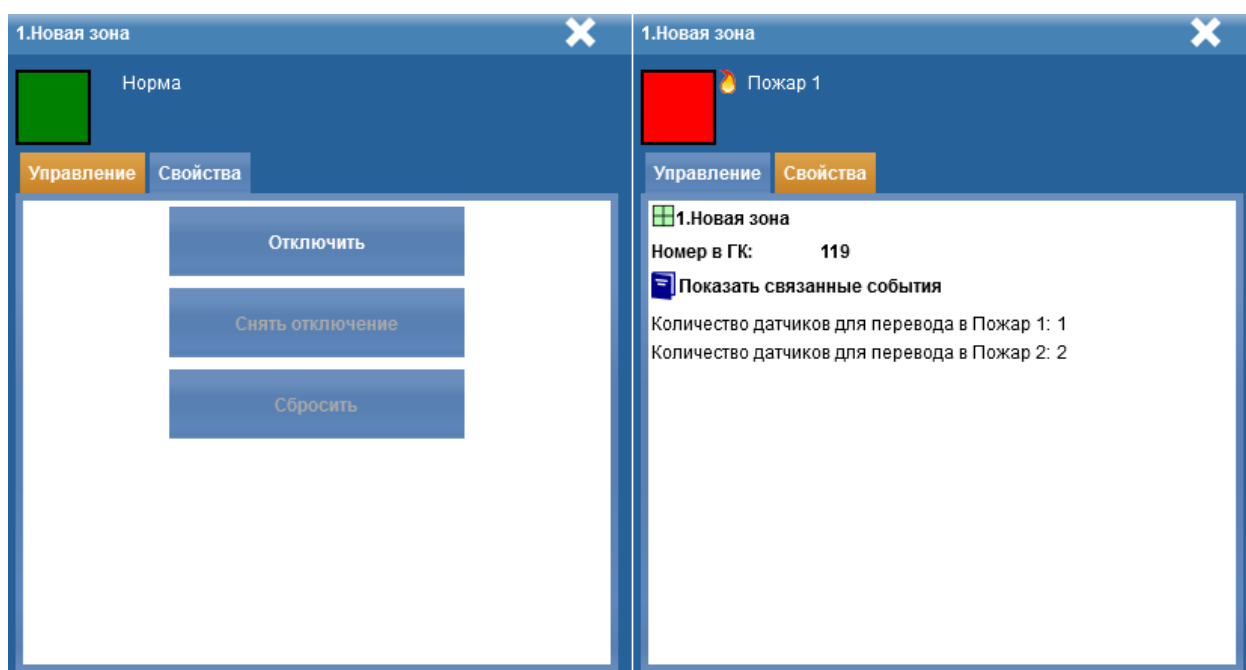 1.Новая зона
Норма
Управление Свойства
Отключить
Снять отключение
Сбросить
1.Новая зона
Пожар 1
Управление Свойства
1.Новая зона
Номер в ГК: 119
Показать связанные события
Количество датчиков для перевода в Пожар 1: 1
Количество датчиков для перевода в Пожар 2: 2